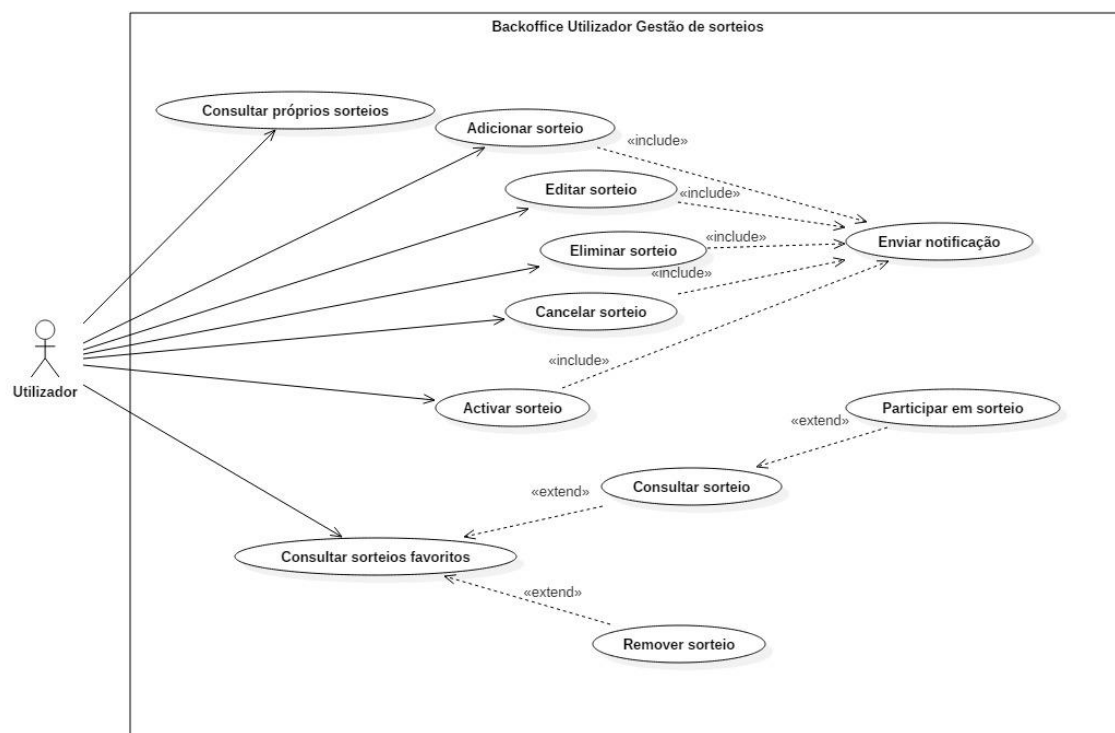 Backoffice Utilizador Gestão de sorteios
Consultar próprios sorteios
Adicionar sorteio
«include»
Editar sorteio
«include»
Eliminar sorteio
«include»
Enviar notificação
«include»
Cancelar sorteio
«include»
Utilizador
Activar sorteio
Participar em sorteio
«extend»
Consultar sorteio
«extend»
Consultar sorteios favoritos
«extend»
Remover sorteio